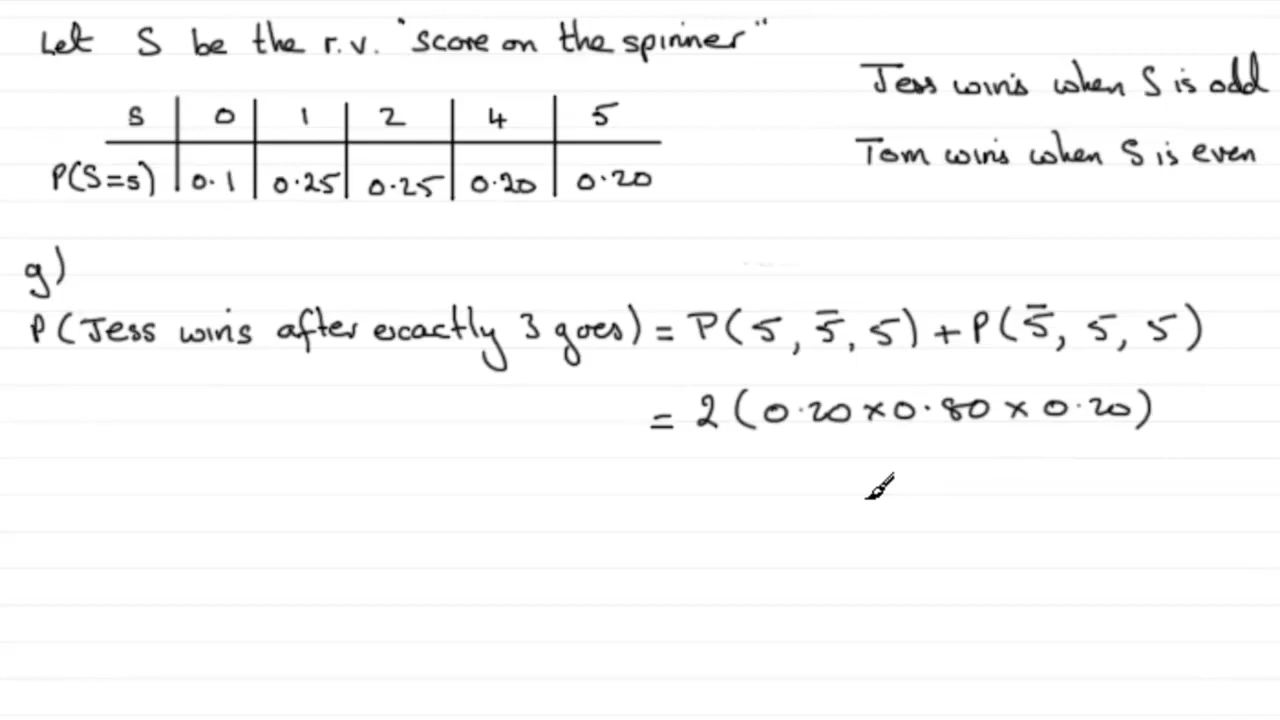 Let S be the r.v. "score on the spinner"
Jess wins when S is odd
S 0 1 2 4 5
Tom wins when S is even
P(S=s) 0.1 0.25 0.25 0.20 0.20
g)
P(Jess wins after exactly 3 goes) = P(5, 5̄, 5) + P(5̄, 5, 5)
= 2(0.20 × 0.80 × 0.20)